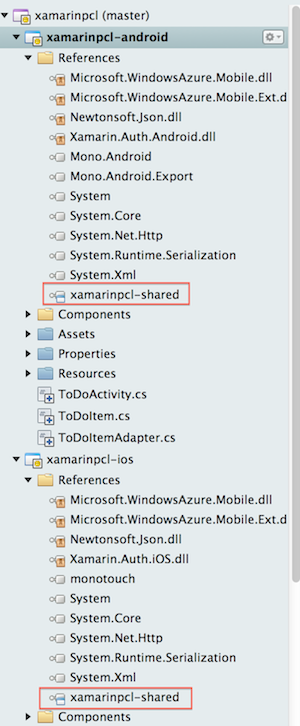 xamarinpcl (master)
xamarinpcl-android
References
Microsoft.WindowsAzure.Mobile.dll
Microsoft.WindowsAzure.Mobile.Ext.d
Newtonsoft.Json.dll
Xamarin.Auth.Android.dll
Mono.Android
Mono.Android.Export
System
System.Core
System.Net.Http
System.Runtime.Serialization
System.Xml
xamarinpcl-shared
Components
Assets
Properties
Resources
ToDoActivity.cs
ToDoItem.cs
ToDoItemAdapter.cs
xamarinpcl-ios
References
Microsoft.WindowsAzure.Mobile.dll
Microsoft.WindowsAzure.Mobile.Ext.d
Newtonsoft.Json.dll
Xamarin.Auth.iOS.dll
monotouch
System
System.Core
System.Net.Http
System.Runtime.Serialization
System.Xml
xamarinpcl-shared
Components